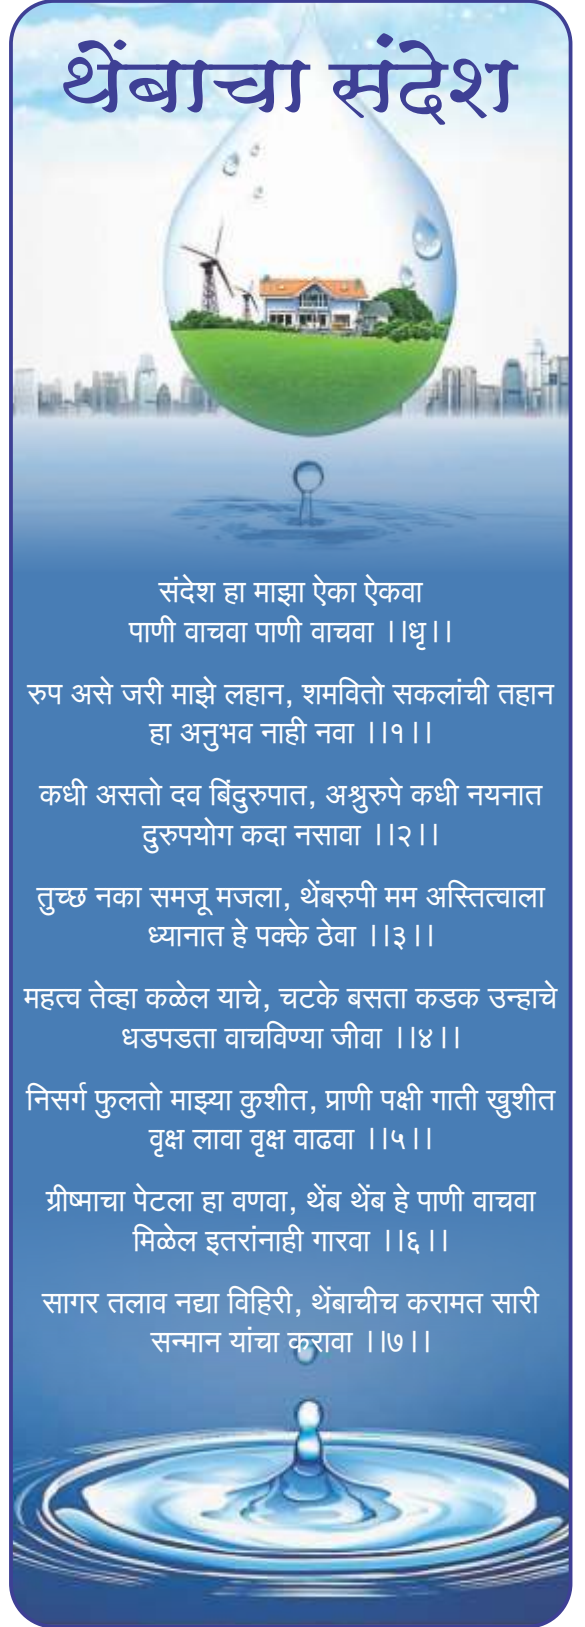 थेंबाचा संदेश
संदेश हा माझा ऐका ऐकवा
पाणी वाचवा पाणी वाचवा ।।धृ।।
रुप असे जरी माझे लहान, शमवितो सकलांची तहान
हा अनुभव नाही नवा ।।१।।
कधी असतो दव बिंदुरुपात, अश्रुरुपे कधी नयनात
दुरुपयोग कदा नसावा ।।२।।
तुच्छ नका समजू मजला, थेंबरुपी मम अस्तित्वाला
ध्यानात हे पक्के ठेवा ।।३।।
महत्व तेव्हा कळेल याचे, चटके बसता कडक उन्हाचे
धडपडता वाचविण्या जीवा ।।४।।
निसर्ग फुलतो माझ्या कुशीत, प्राणी पक्षी गाती खुशीत
वृक्ष लावा वृक्ष वाढवा ।।५।।
ग्रीष्माचा पेटला हा वणवा, थेंब थेंब हे पाणी वाचवा
मिळेल इतरांनाही गारवा ।।६।।
सागर तलाव नद्या विहिरी, थेंबाचीच करामत सारी
सन्मान यांचा करावा ।।७।।